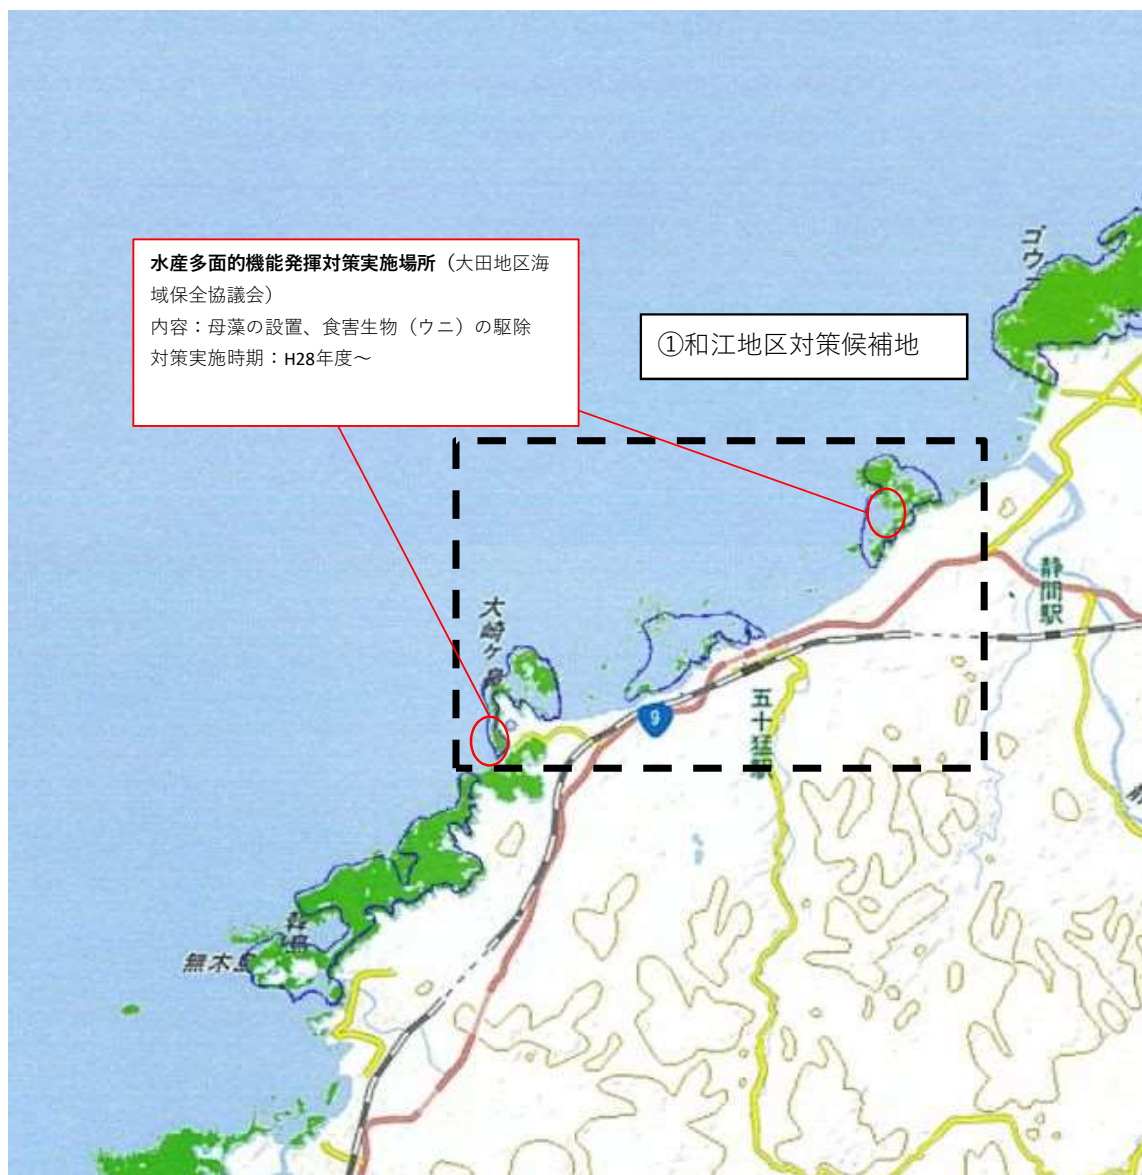 ゴウ
水産多面的機能発揮対策実施場所（大田地区海
域保全協議会）
内容：母藻の設置、食害生物（ウニ）の駆除
対策実施時期：H28年度～
①和江地区対策候補地
静間駅
大崎ヶ鼻
9
五十猛駅
無木島